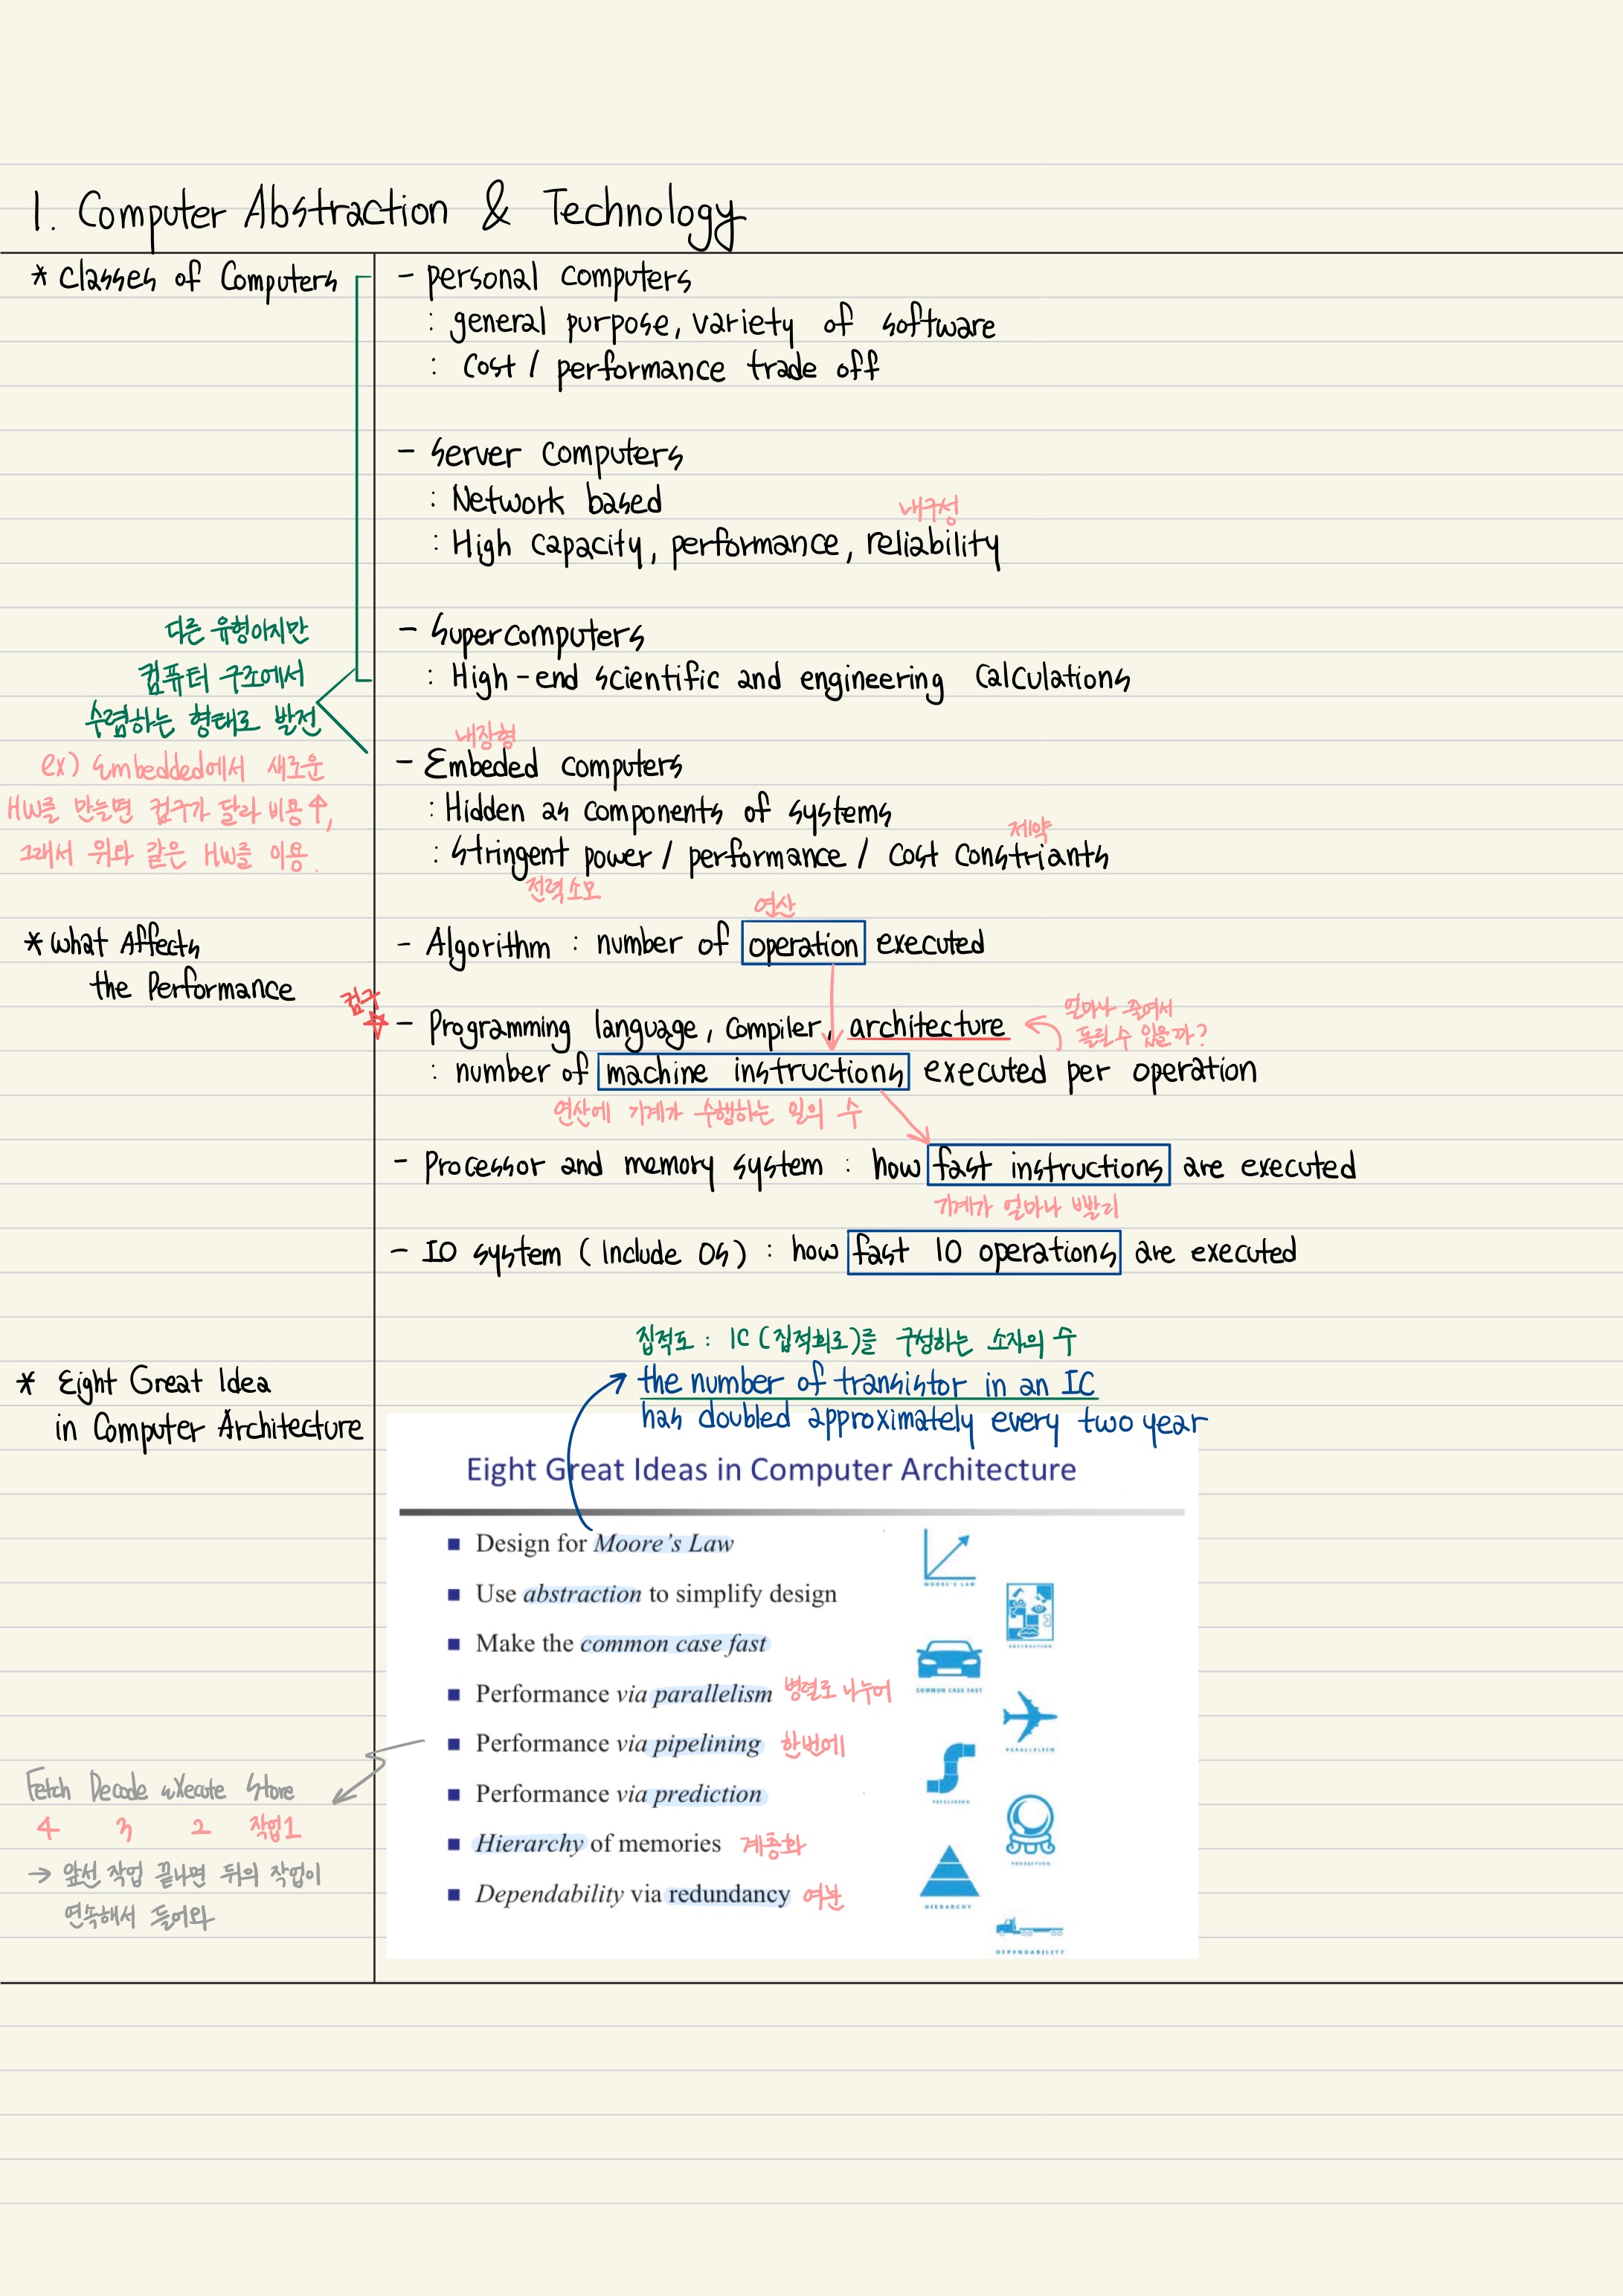 1. Computer Abstraction & Technology
* Classes of Computers
- personal computers
: general purpose, variety of software
: Cost / performance trade off
- Server Computers
: Network based
내구성
: High capacity, performance, reliability
- Supercomputers
: High-end scientific and engineering Calculations
다른 유형이지만
컴퓨터 구조에서
수렴하는 형태로 발전
ex) Embedded에서 새로운
HW를 만들면 컴구가 달라 비용↑,
그래서 위와 같은 HW를 이용.
내장형
- Embeded computers
: Hidden as components of systems
제약
: Stringent power / performance / cost constriants
전력소모
* What Affects
the Performance
연산
- Algorithm : number of operation executed
컴구
☆ - Programming language, Compiler, architecture
얼마나 줄여서
돌릴 수 있을까?
: number of machine instructions executed per operation
연산에 기계가 수행하는 일의 수
- Processor and memory system : how fast instructions are executed
기계가 얼마나 빨리
- IO system (Include OS) : how fast IO operations are executed
* Eight Great Idea
in Computer Architecture
집적도 : IC (집적회로)를 구성하는 소자의 수
the number of transistor in an IC
has doubled approximately every two year
Eight Great Ideas in Computer Architecture
■ Design for Moore's Law
MOORE'S LAW
■ Use abstraction to simplify design
ABSTRACTION
■ Make the common case fast
COMMON CASE FAST
■ Performance via parallelism 병렬로 나누어
PARALLELISM
■ Performance via pipelining 한번에
PIPELINING
■ Performance via prediction
PREDICTION
■ Hierarchy of memories 계층화
HIERARCHY
■ Dependability via redundancy 여분
DEPENDABILITY
Fetch Decode eXecute Store
4 3 2 작업1
→ 앞선 작업 끝나면 뒤의 작업이
연속해서 들어와